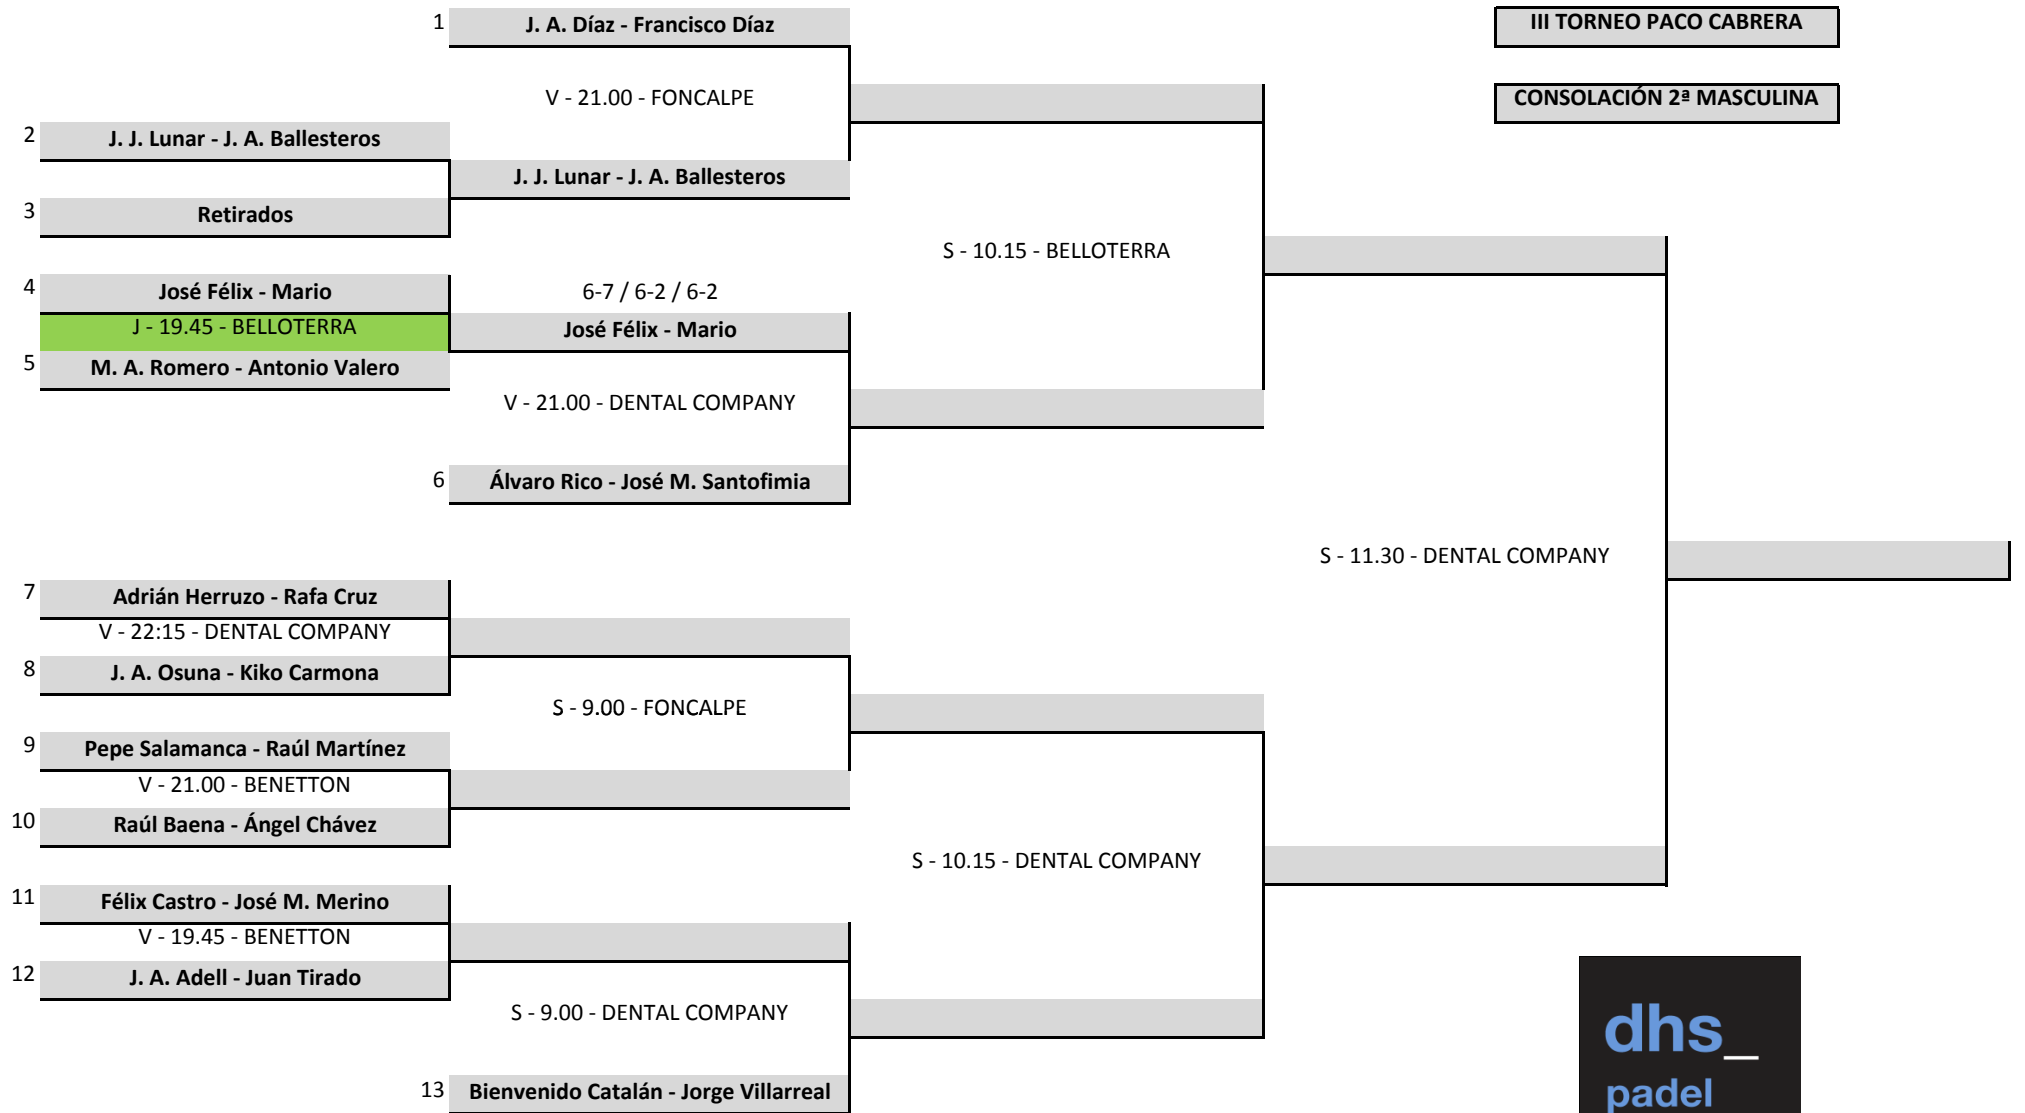 1
J. A. Díaz - Francisco Díaz
III TORNEO PACO CABRERA
V - 21.00 - FONCALPE
CONSOLACIÓN 2ª MASCULINA
2
J. J. Lunar - J. A. Ballesteros
J. J. Lunar - J. A. Ballesteros
3
Retirados
S - 10.15 - BELLOTERRA
4
José Félix - Mario
6-7 / 6-2 / 6-2
J - 19.45 - BELLOTERRA
José Félix - Mario
5
M. A. Romero - Antonio Valero
V - 21.00 - DENTAL COMPANY
6
Álvaro Rico - José M. Santofimia
S - 11.30 - DENTAL COMPANY
7
Adrián Herruzo - Rafa Cruz
V - 22:15 - DENTAL COMPANY
8
J. A. Osuna - Kiko Carmona
S - 9.00 - FONCALPE
9
Pepe Salamanca - Raúl Martínez
V - 21.00 - BENETTON
10
Raúl Baena - Ángel Chávez
S - 10.15 - DENTAL COMPANY
11
Félix Castro - José M. Merino
V - 19.45 - BENETTON
12
J. A. Adell - Juan Tirado
S - 9.00 - DENTAL COMPANY
13
Bienvenido Catalán - Jorge Villarreal
dhs_
padel